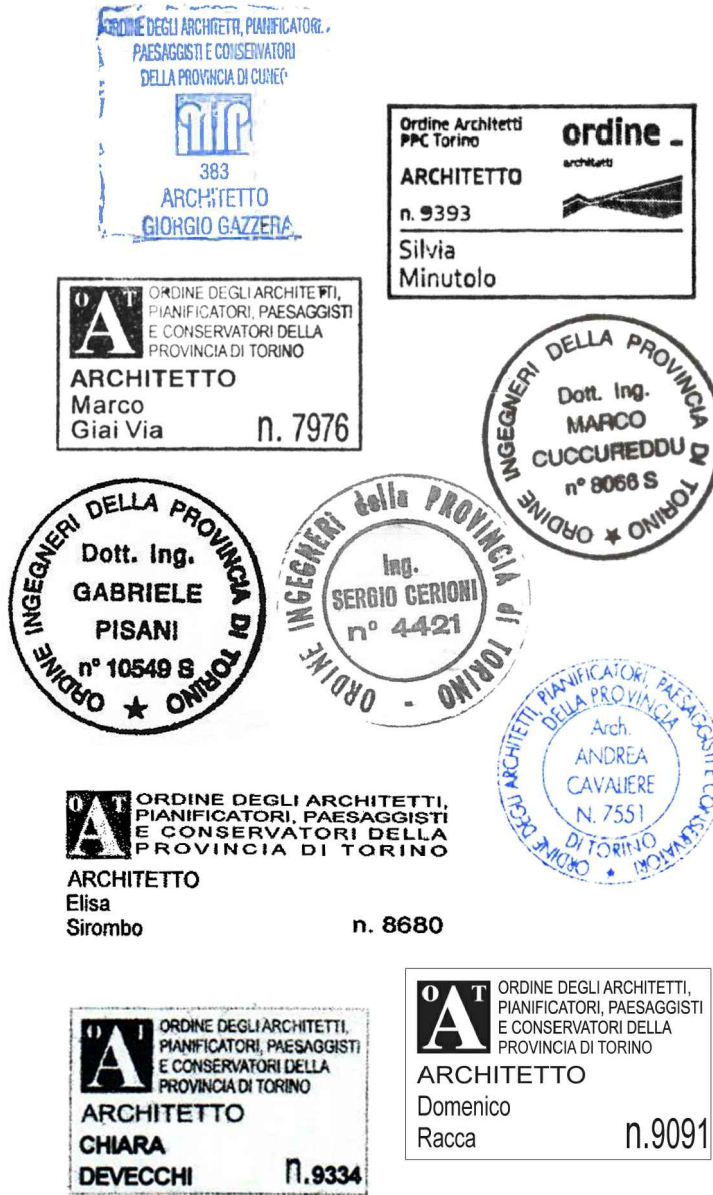 ORDINE DEGLI ARCHITETTI, PIANIFICATORI,
PAESAGGISTI E CONSERVATORI
DELLA PROVINCIA DI CUNEO
383
ARCHITETTO
GIORGIO GAZZERA
Ordine Architetti
PPC Torino
ordine
architetti
ARCHITETTO
n. 9393
Silvia
Minutolo
O A T
ORDINE DEGLI ARCHITETTI,
PIANIFICATORI, PAESAGGISTI
E CONSERVATORI DELLA
PROVINCIA DI TORINO
ARCHITETTO
Marco
Giai Via
n. 7976
ORDINE INGEGNERI DELLA PROVINCIA DI TORINO
Dott. Ing.
MARCO
CUCCUREDDU
n° 8066 S
ORDINE INGEGNERI DELLA PROVINCIA DI TORINO
Dott. Ing.
GABRIELE
PISANI
n° 10549 S
ORDINE INGEGNERI della PROVINCIA di TORINO -
Ing.
SERGIO CERIONI
n° 4421
ORDINE DEGLI ARCHITETTI PIANIFICATORI PAESAGGISTI E CONSERVATORI
DELLA PROVINCIA
DI TORINO
Arch.
ANDREA
CAVALIERE
N. 7551
O A T
ORDINE DEGLI ARCHITETTI,
PIANIFICATORI, PAESAGGISTI
E CONSERVATORI DELLA
PROVINCIA DI TORINO
ARCHITETTO
Elisa
Sirombo
n. 8680
O A T
ORDINE DEGLI ARCHITETTI,
PIANIFICATORI, PAESAGGISTI
E CONSERVATORI DELLA
PROVINCIA DI TORINO
ARCHITETTO
CHIARA
DEVECCHI
n.9334
O A T
ORDINE DEGLI ARCHITETTI,
PIANIFICATORI, PAESAGGISTI
E CONSERVATORI DELLA
PROVINCIA DI TORINO
ARCHITETTO
Domenico
Racca
n.9091